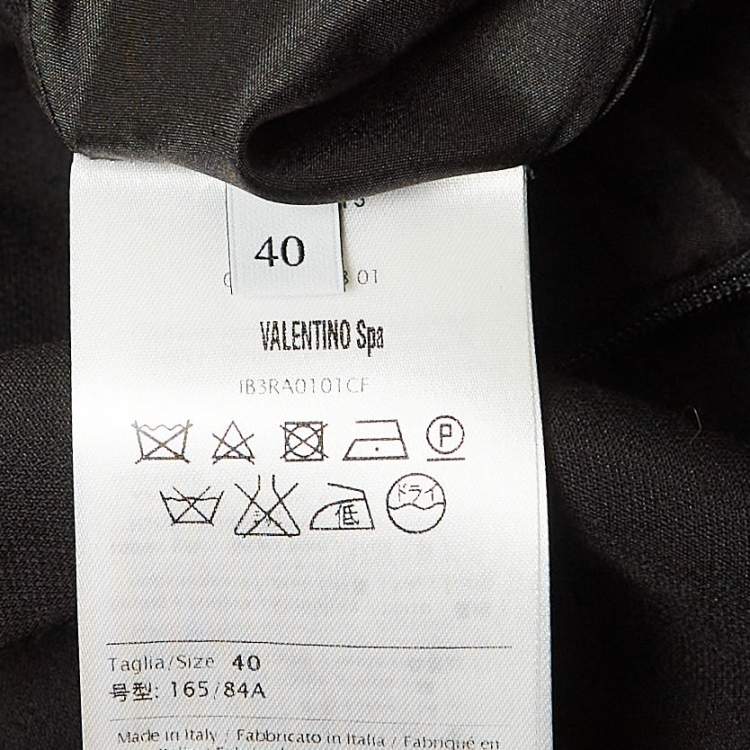 40
01
VALENTINO Spa
IB3RA0101CF
P
低 ドライ
Taglia/Size 40
号型: 165/84A
Made in Italy / Fabbricato in Italia / Fabriqué en